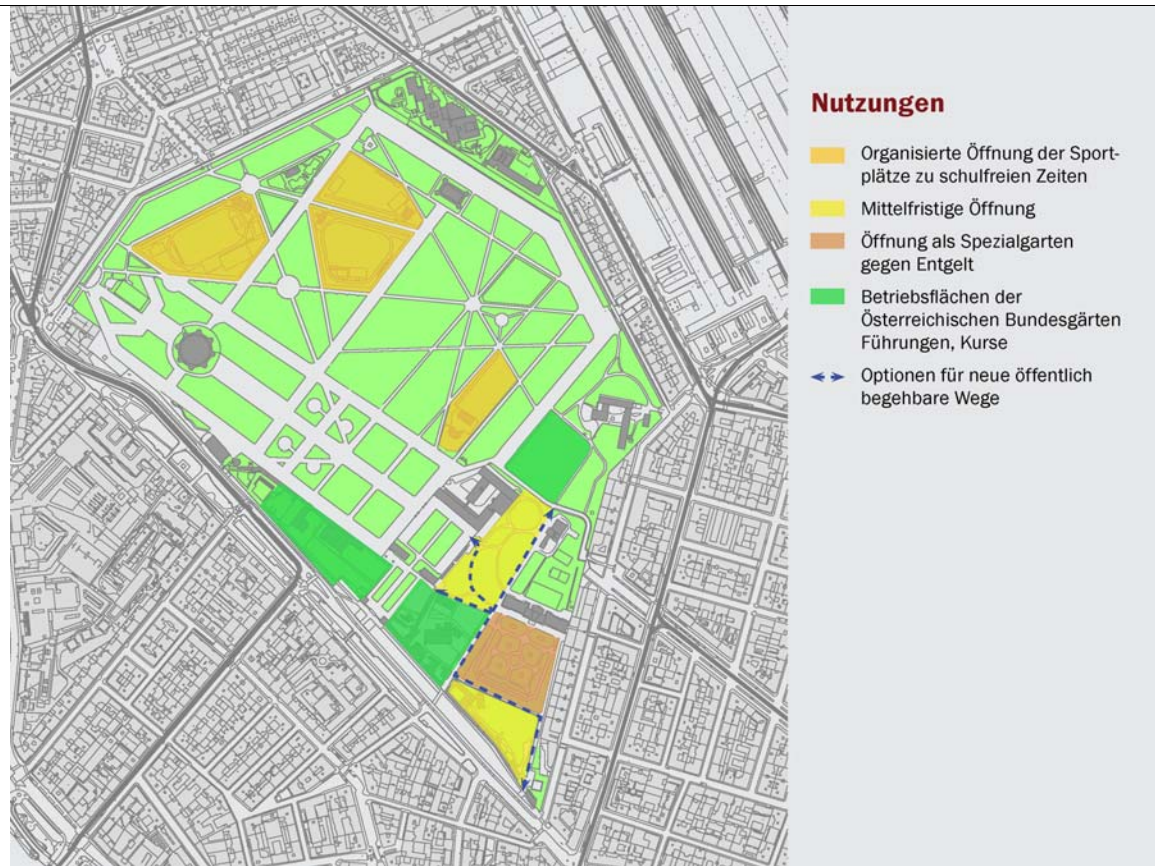 Nutzungen
Organisierte Öffnung der Sport-
plätze zu schulfreien Zeiten
Mittelfristige Öffnung
Öffnung als Spezialgarten
gegen Entgelt
Betriebsflächen der
Österreichischen Bundesgärten
Führungen, Kurse
Optionen für neue öffentlich
begehbare Wege